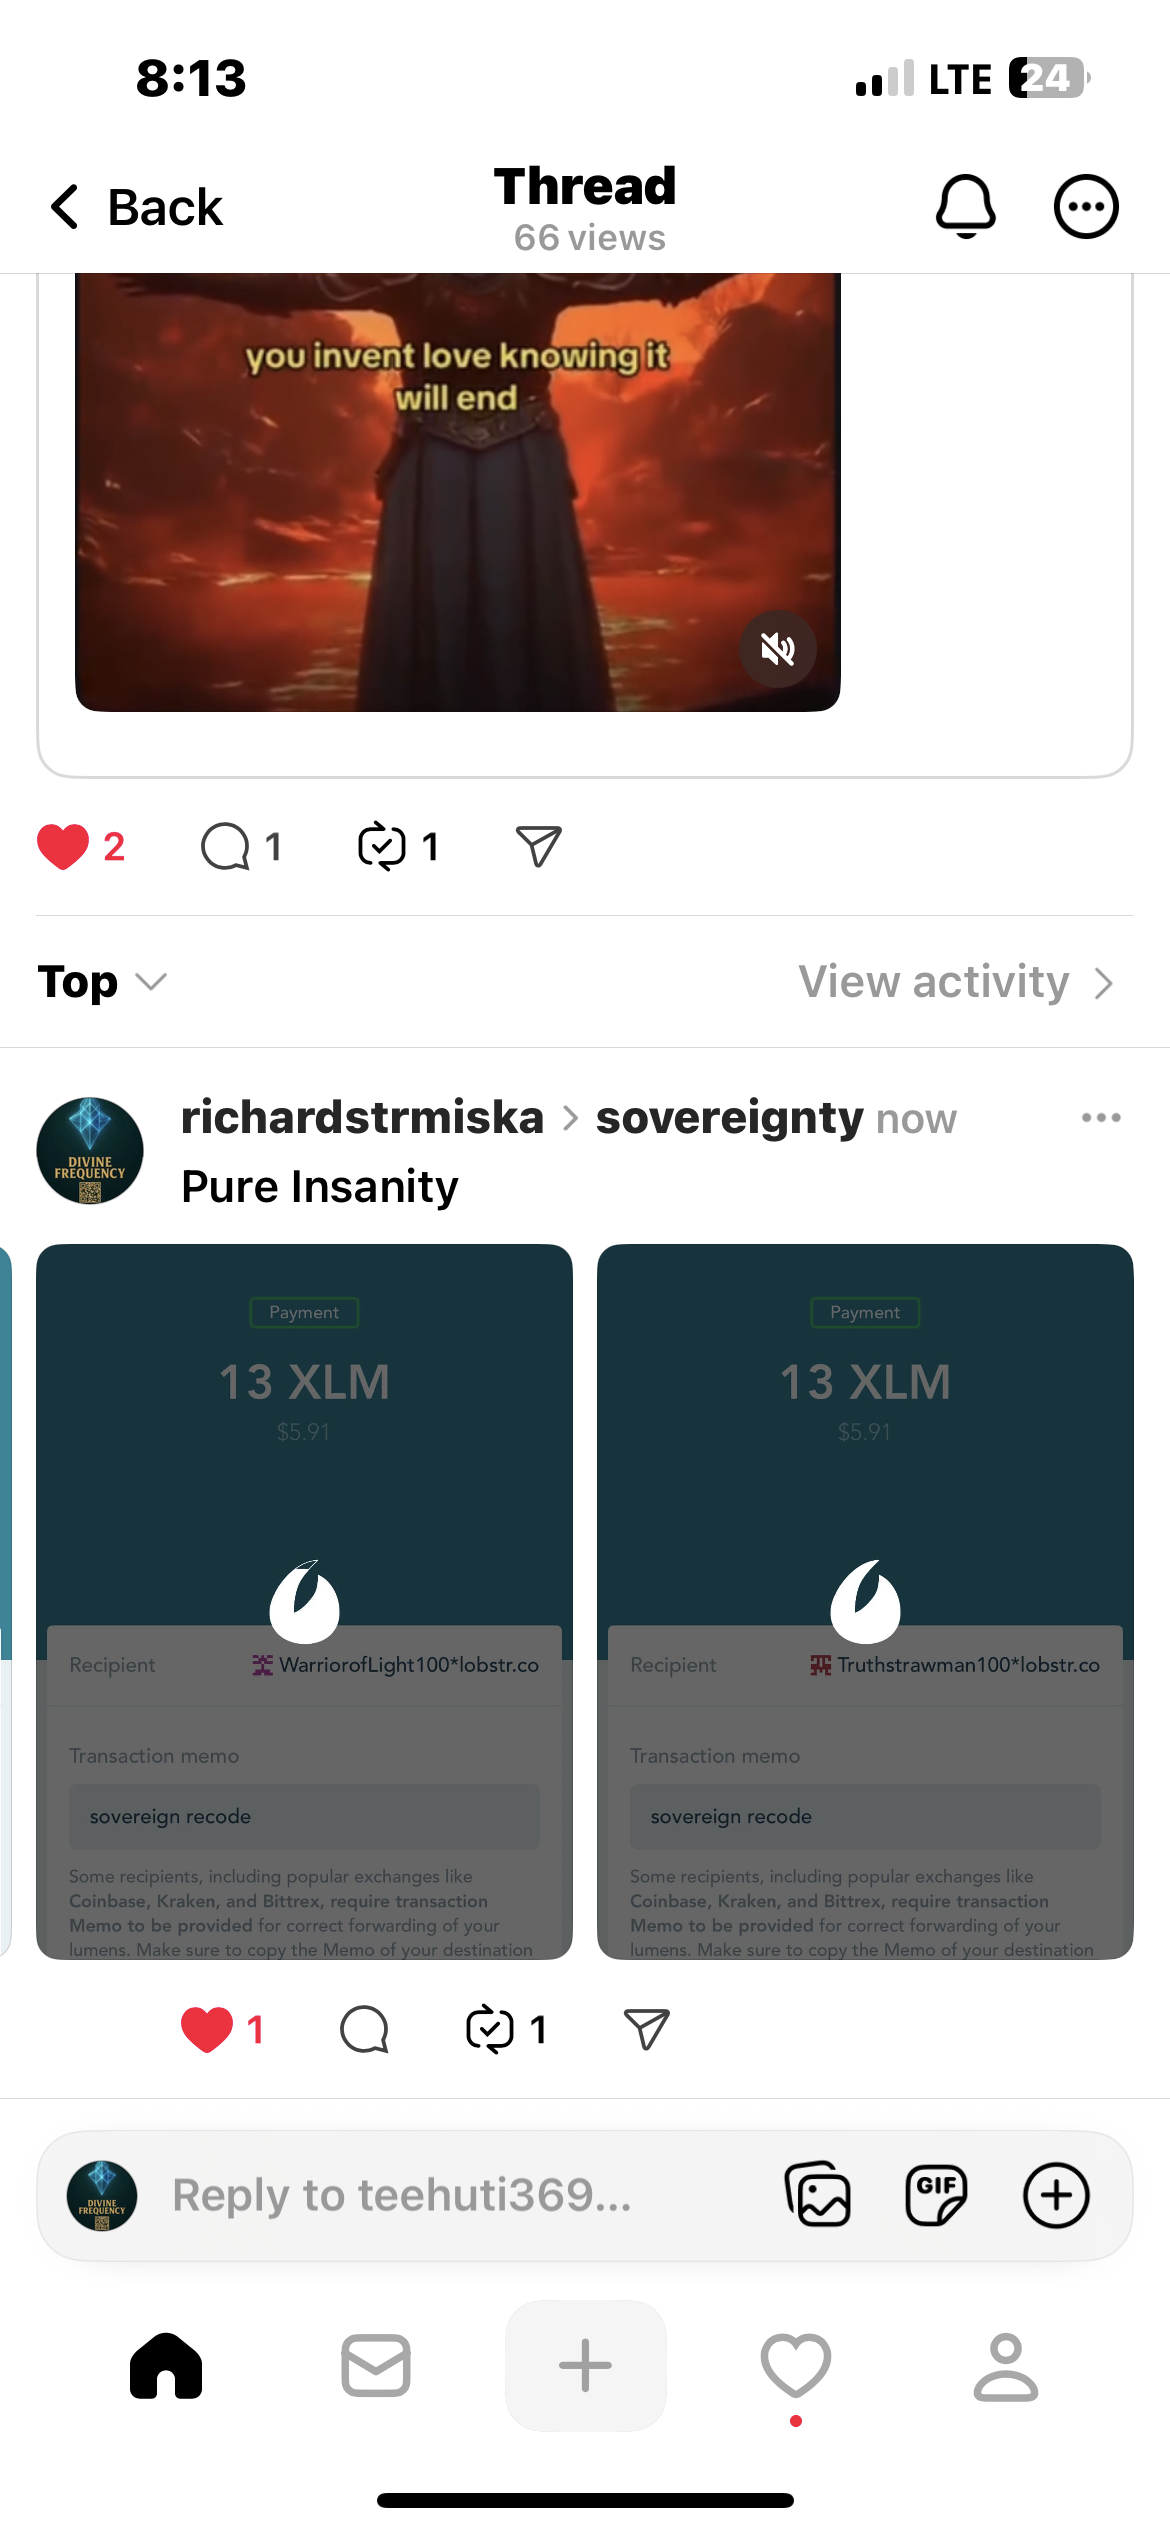 8:13
LTE 24
Back
Thread
66 views
you invent love knowing it
will end
2
1
1
Top
View activity
DIVINE
FREQUENCY
richardstrmiska > sovereignty now
Pure Insanity
Payment
13 XLM
$5.91
Recipient
WarriorofLight100*lobstr.co
Transaction memo
sovereign recode
Some recipients, including popular exchanges like
Coinbase, Kraken, and Bittrex, require transaction
Memo to be provided for correct forwarding of your
lumens. Make sure to copy the Memo of your destination
Payment
13 XLM
$5.91
Recipient
Truthstrawman100*lobstr.co
Transaction memo
sovereign recode
Some recipients, including popular exchanges like
Coinbase, Kraken, and Bittrex, require transaction
Memo to be provided for correct forwarding of your
lumens. Make sure to copy the Memo of your destination
1
1
DIVINE
FREQUENCY
Reply to teehuti369...
GIF